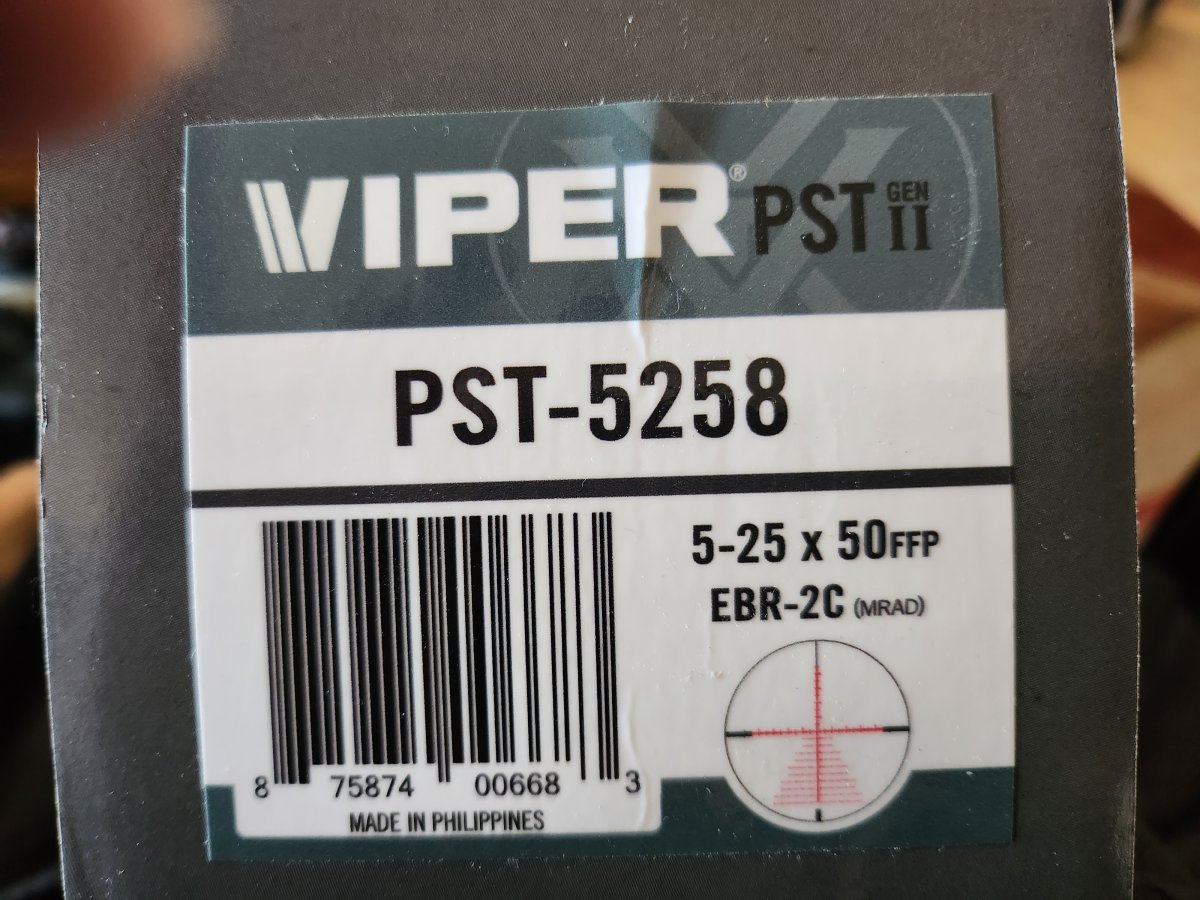 VIPER® PST GEN II
PST-5258
5-25 x 50FFP
EBR-2C (MRAD)
8 75874 00668 3
MADE IN PHILIPPINES